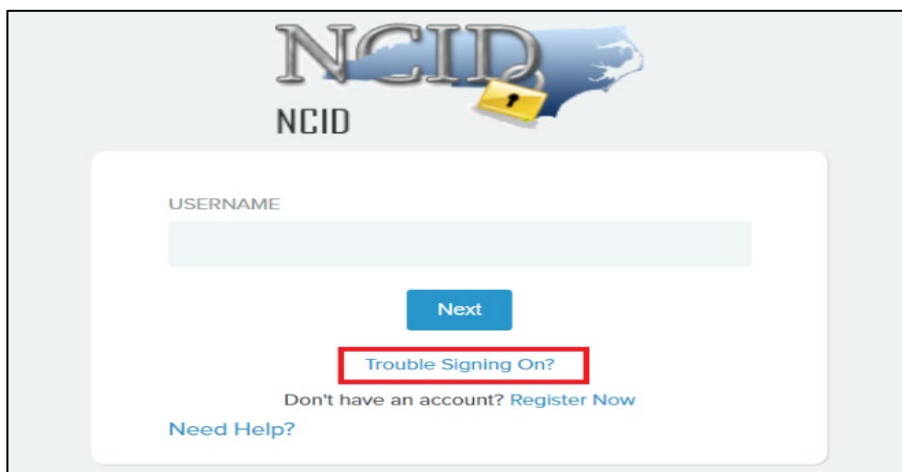 NCID
NCID
USERNAME
Next
Trouble Signing On?
Don't have an account? Register Now
Need Help?